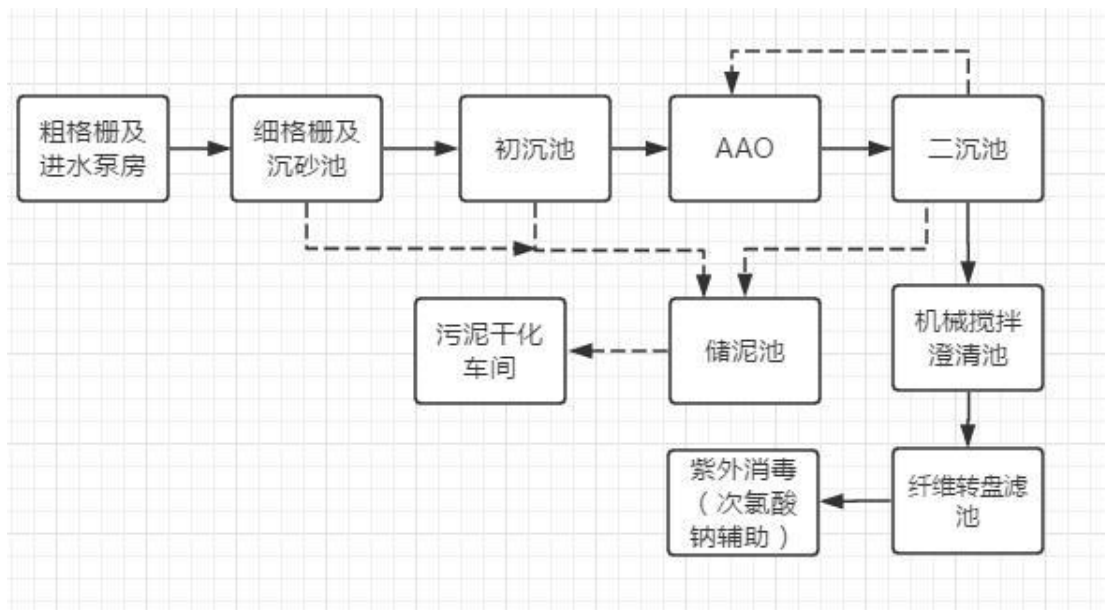 粗格栅及
进水泵房
细格栅及
沉砂池
初沉池
AAO
二沉池
污泥干化
车间
储泥池
机械搅拌
澄清池
紫外消毒
（次氯酸
钠辅助）
纤维转盘滤
池